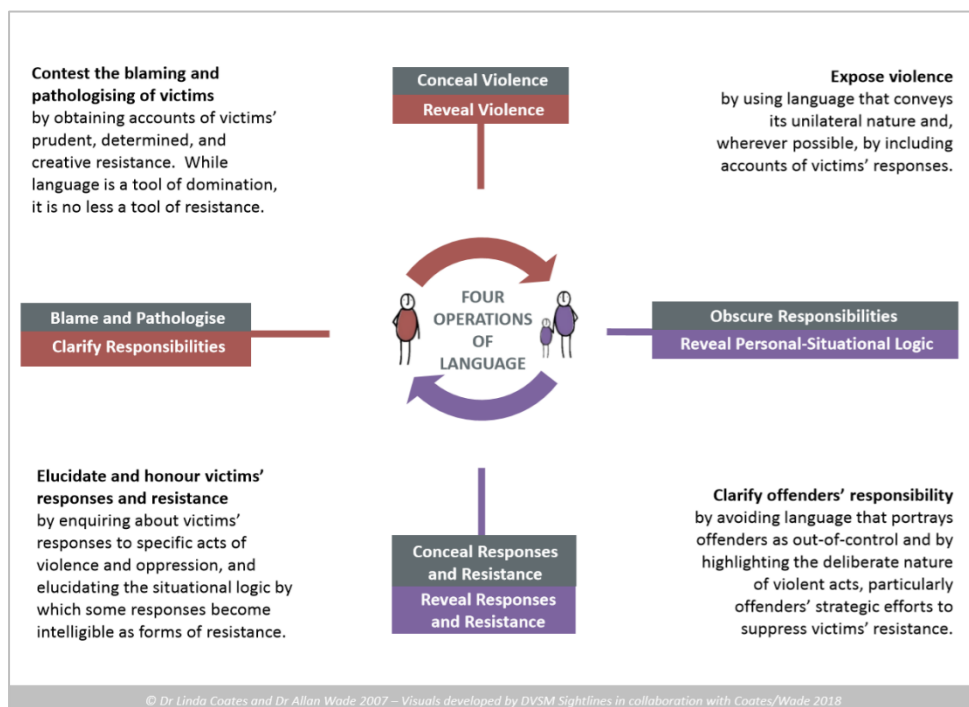 Contest the blaming and
pathologising of victims
by obtaining accounts of victims’
prudent, determined, and
creative resistance.  While
language is a tool of domination,
it is no less a tool of resistance.
Conceal Violence
Reveal Violence
Expose violence
by using language that conveys
its unilateral nature and,
wherever possible, by including
accounts of victims’ responses.
Blame and Pathologise
Clarify Responsibilities
FOUR
OPERATIONS
OF
LANGUAGE
Obscure Responsibilities
Reveal Personal-Situational Logic
Elucidate and honour victims’
responses and resistance
by enquiring about victims’
responses to specific acts of
violence and oppression, and
elucidating the situational logic by
which some responses become
intelligible as forms of resistance.
Conceal Responses
and Resistance
Reveal Responses
and Resistance
Clarify offenders’ responsibility
by avoiding language that portrays
offenders as out-of-control and by
highlighting the deliberate nature
of violent acts, particularly
offenders’ strategic efforts to
suppress victims’ resistance.
© Dr Linda Coates and Dr Allan Wade 2007 – Visuals developed by DVSM Sightlines in collaboration with Coates/Wade 2018